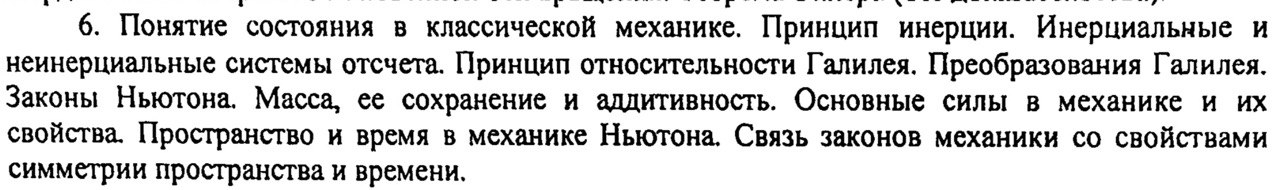 6. Понятие состояния в классической механике. Принцип инерции. Инерциальные и
неинерциальные системы отсчета. Принцип относительности Галилея. Преобразования Галилея.
Законы Ньютона. Масса, ее сохранение и аддитивность. Основные силы в механике и их
свойства. Пространство и время в механике Ньютона. Связь законов механики со свойствами
симметрии пространства и времени.